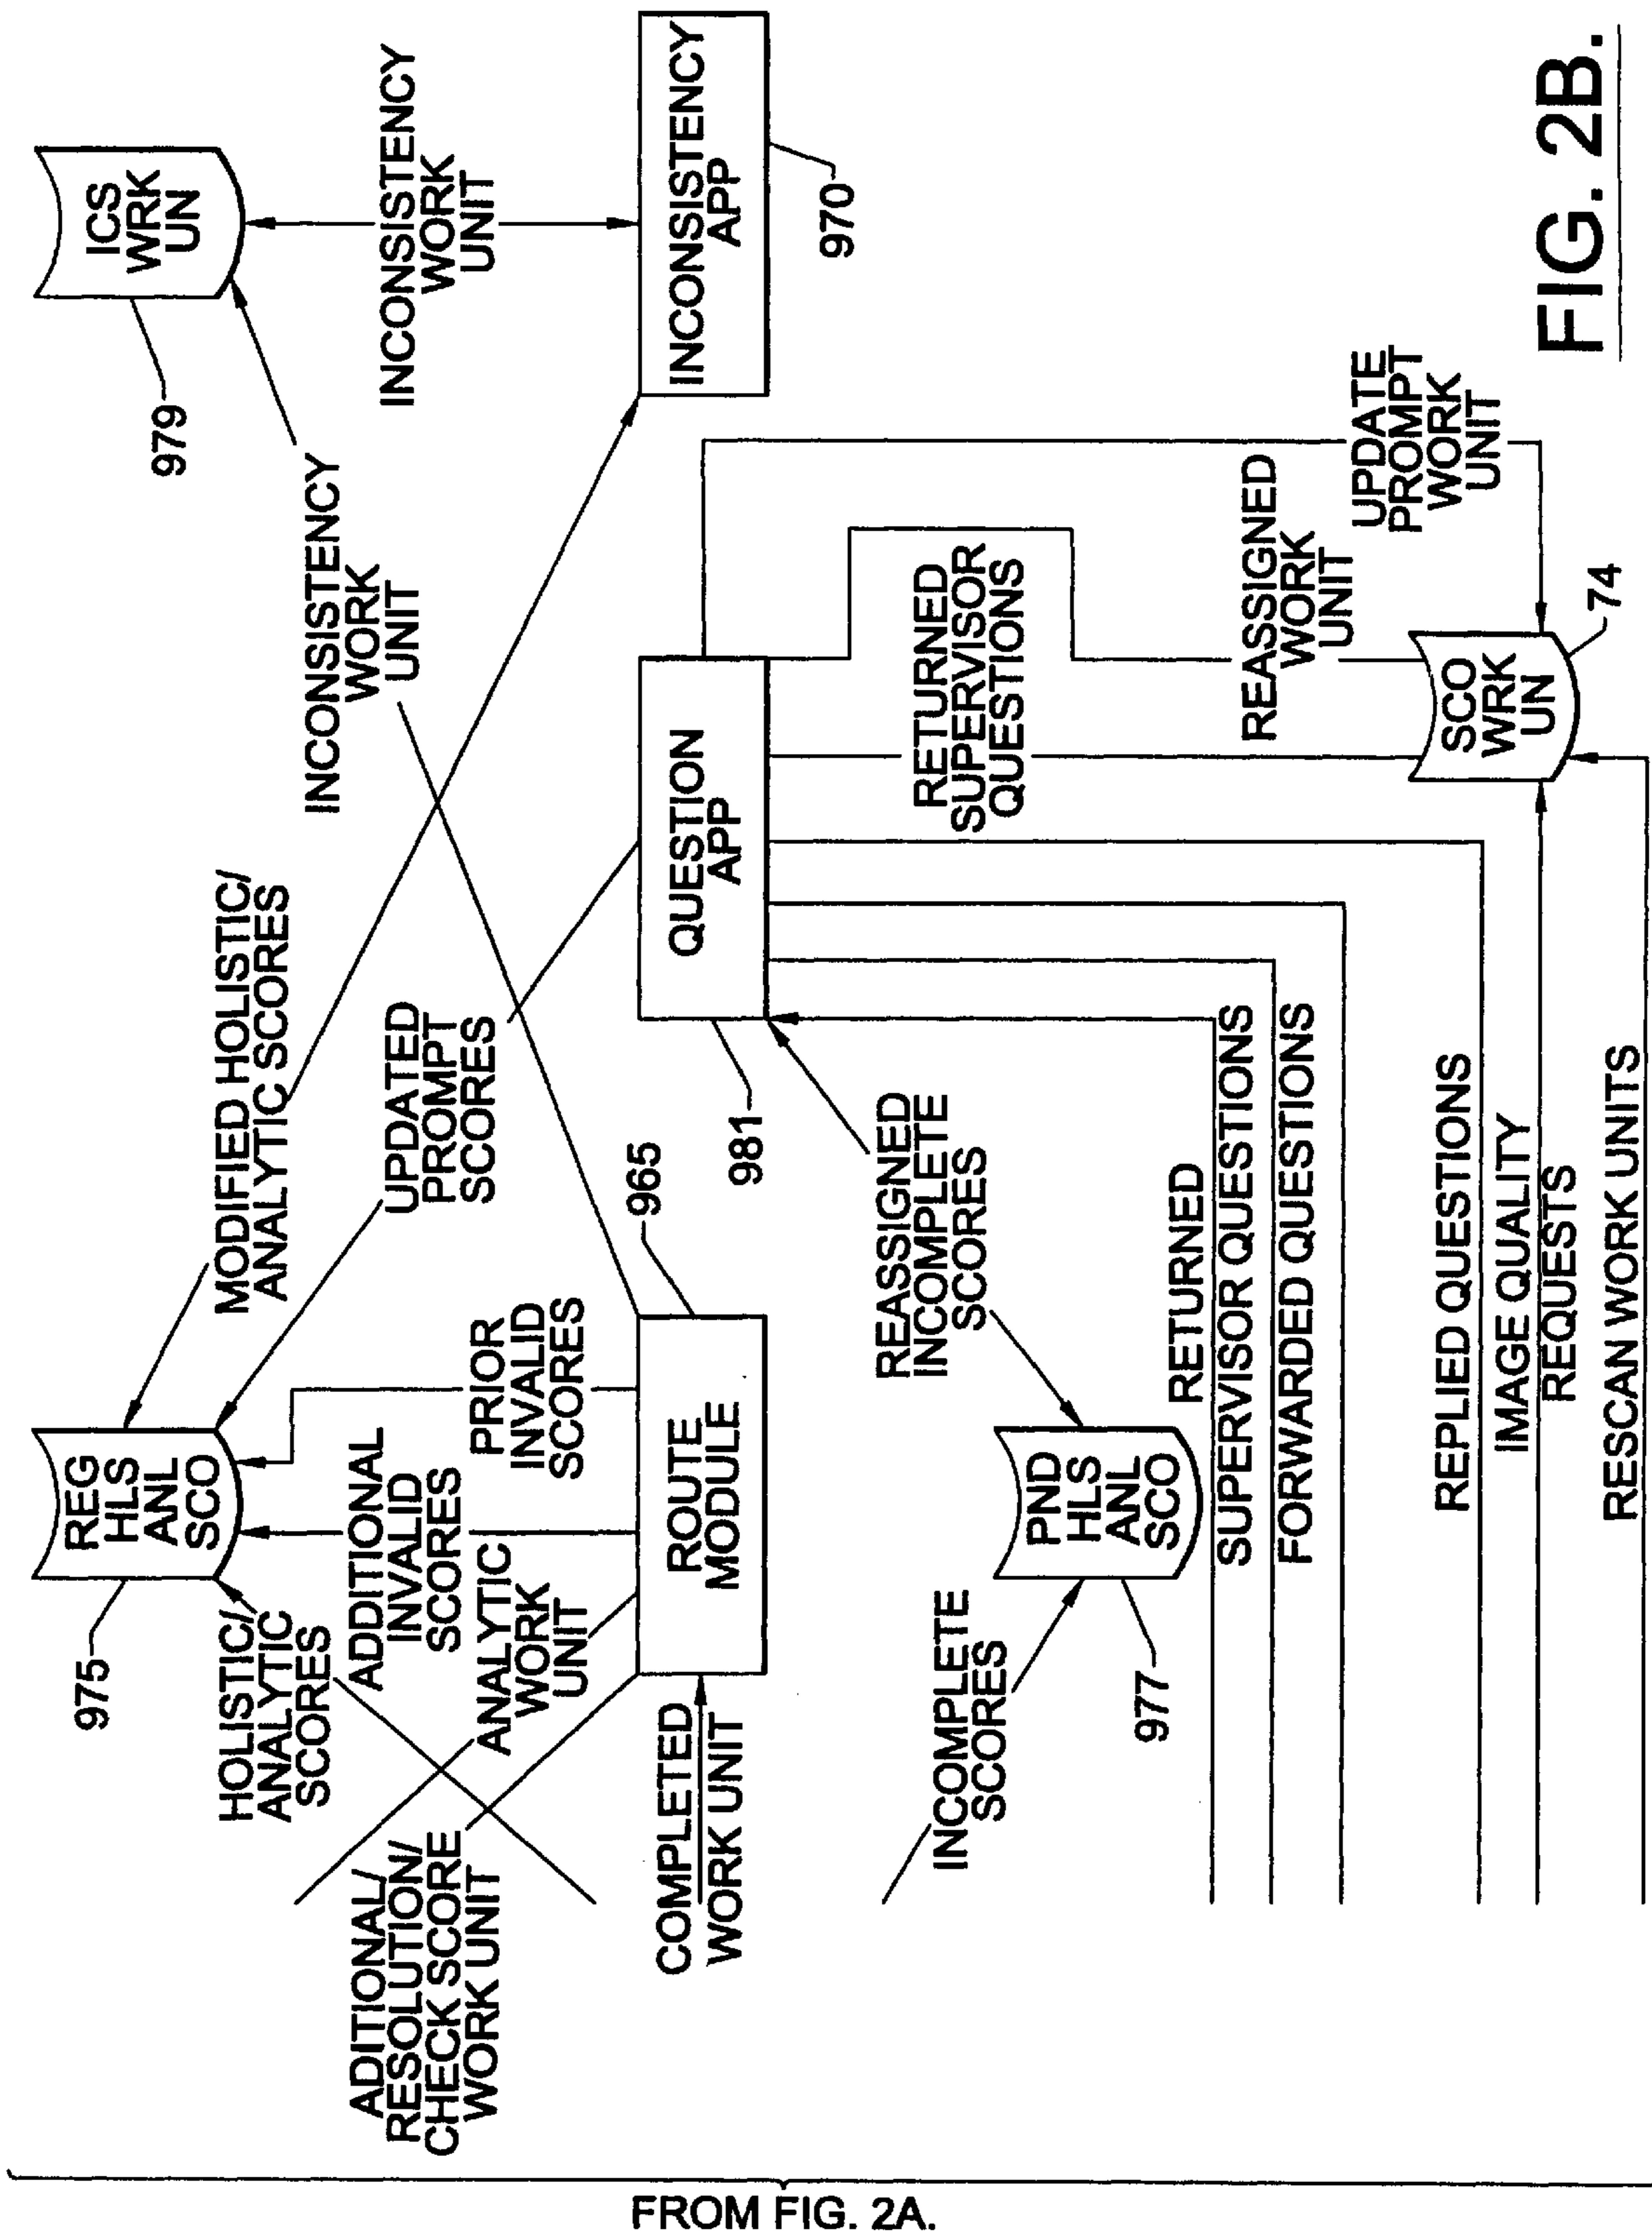 REG
HLS
ANL
SCO
975
HOLISTIC/
ANALYTIC
SCORES
MODIFIED HOLISTIC/
ANALYTIC SCORES
ICS
WRK
UN
979
ADDITIONAL
INVALID
SCORES
PRIOR
INVALID
SCORES
UPDATED
PROMPT
SCORES
INCONSISTENCY
WORK
UNIT
INCONSISTENCY
WORK
UNIT
ADITIONAL/
RESOLUTION/
CHECK SCORE
WORK UNIT
ANALYTIC
WORK
UNIT
965
COMPLETED
WORK UNIT
ROUTE
MODULE
QUESTION
APP
981
INCONSISTENCY
APP
970
INCOMPLETE
SCORES
REASSIGNED
INCOMPLETE
SCORES
RETURNED
SUPERVISOR
QUESTIONS
PND
HLS
ANL
SCO
977
REASSIGNED
WORK
UNIT
UPDATE
PROMPT
WORK
UNIT
RETURNED
SUPERVISOR QUESTIONS
FORWARDED QUESTIONS
REPLIED QUESTIONS
IMAGE QUALITY
REQUESTS
RESCAN WORK UNITS
SCO
WRK
UN
74
FIG. 2B.
FROM FIG. 2A.